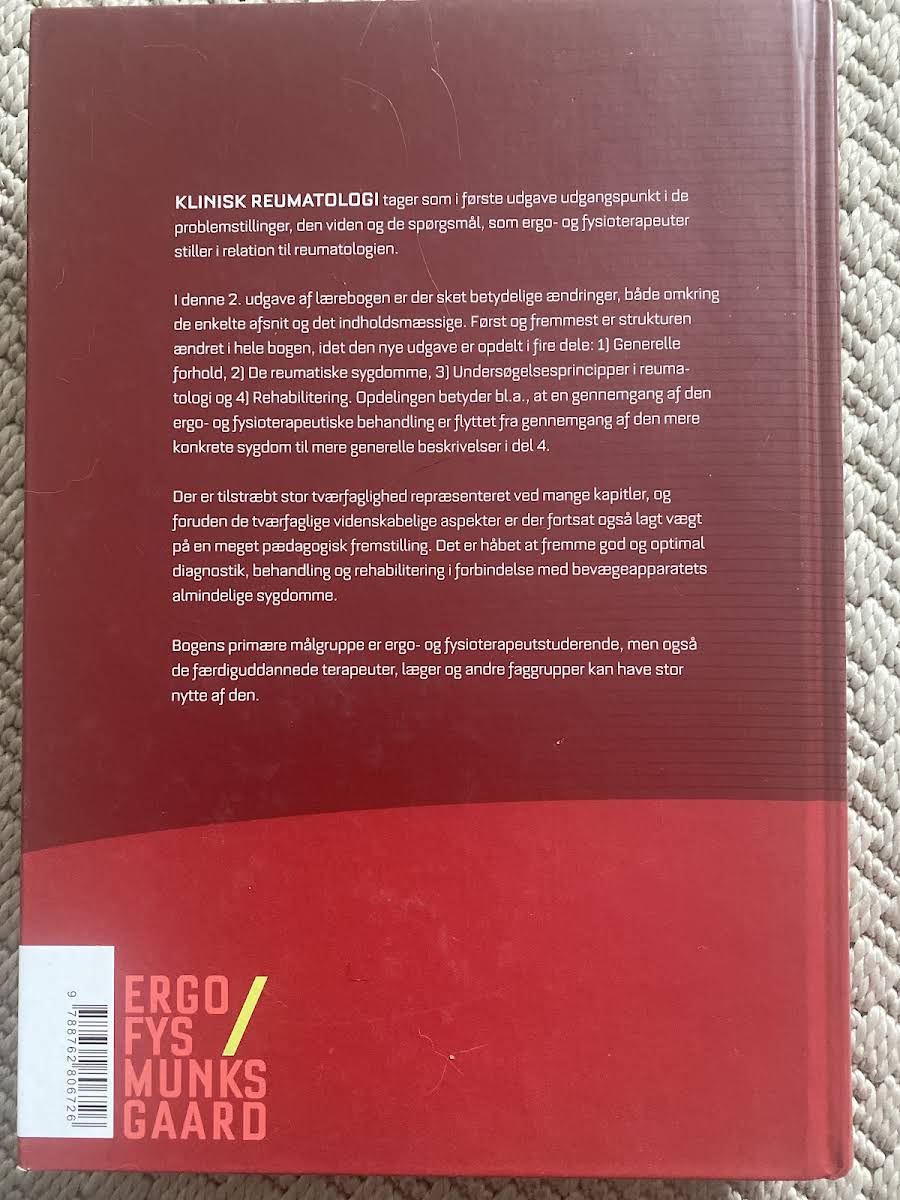 KLINISK REUMATOLOGI tager som i første udgave udgangspunkt i de
problemstillinger, den viden og de spørgsmål, som ergo- og fysioterapeuter
stiller i relation til reumatologien.
I denne 2. udgave af lærebogen er der sket betydelige ændringer, både omkring
de enkelte afsnit og det indholdsmæssige. Først og fremmest er strukturen
ændret i hele bogen, idet den nye udgave er opdelt i fire dele: 1) Generelle
forhold, 2) De reumatiske sygdomme, 3) Undersøgelsesprincipper i reuma-
tologi og 4) Rehabilitering. Opdelingen betyder bl.a., at en gennemgang af den
ergo- og fysioterapeutiske behandling er flyttet fra gennemgang af den mere
konkrete sygdom til mere generelle beskrivelser i del 4.
Der er tilstræbt stor tværfaglighed repræsenteret ved mange kapitler, og
foruden de tværfaglige videnskabelige aspekter er der fortsat også lagt vægt
på en meget pædagogisk fremstilling. Det er håbet at fremme god og optimal
diagnostik, behandling og rehabilitering i forbindelse med bevægeapparatets
almindelige sygdomme.
Bogens primære målgruppe er ergo- og fysioterapeutstuderende, men også
de færdiguddannede terapeuter, læger og andre faggrupper kan have stor
nytte af den.
9 788762 806726
ERGO /
FYS
MUNKS
GAARD